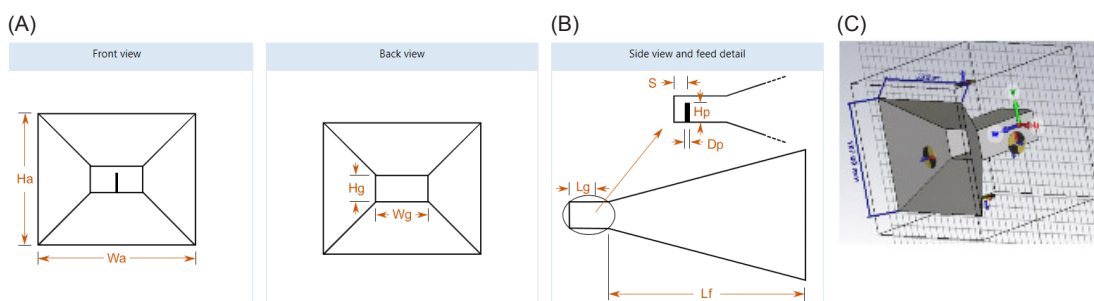 (A)
Front view
Ha
Wa
Back view
Hg
Wg
(B)
Side view and feed detail
S
Hp
Dp
Lg
Lf
(C)